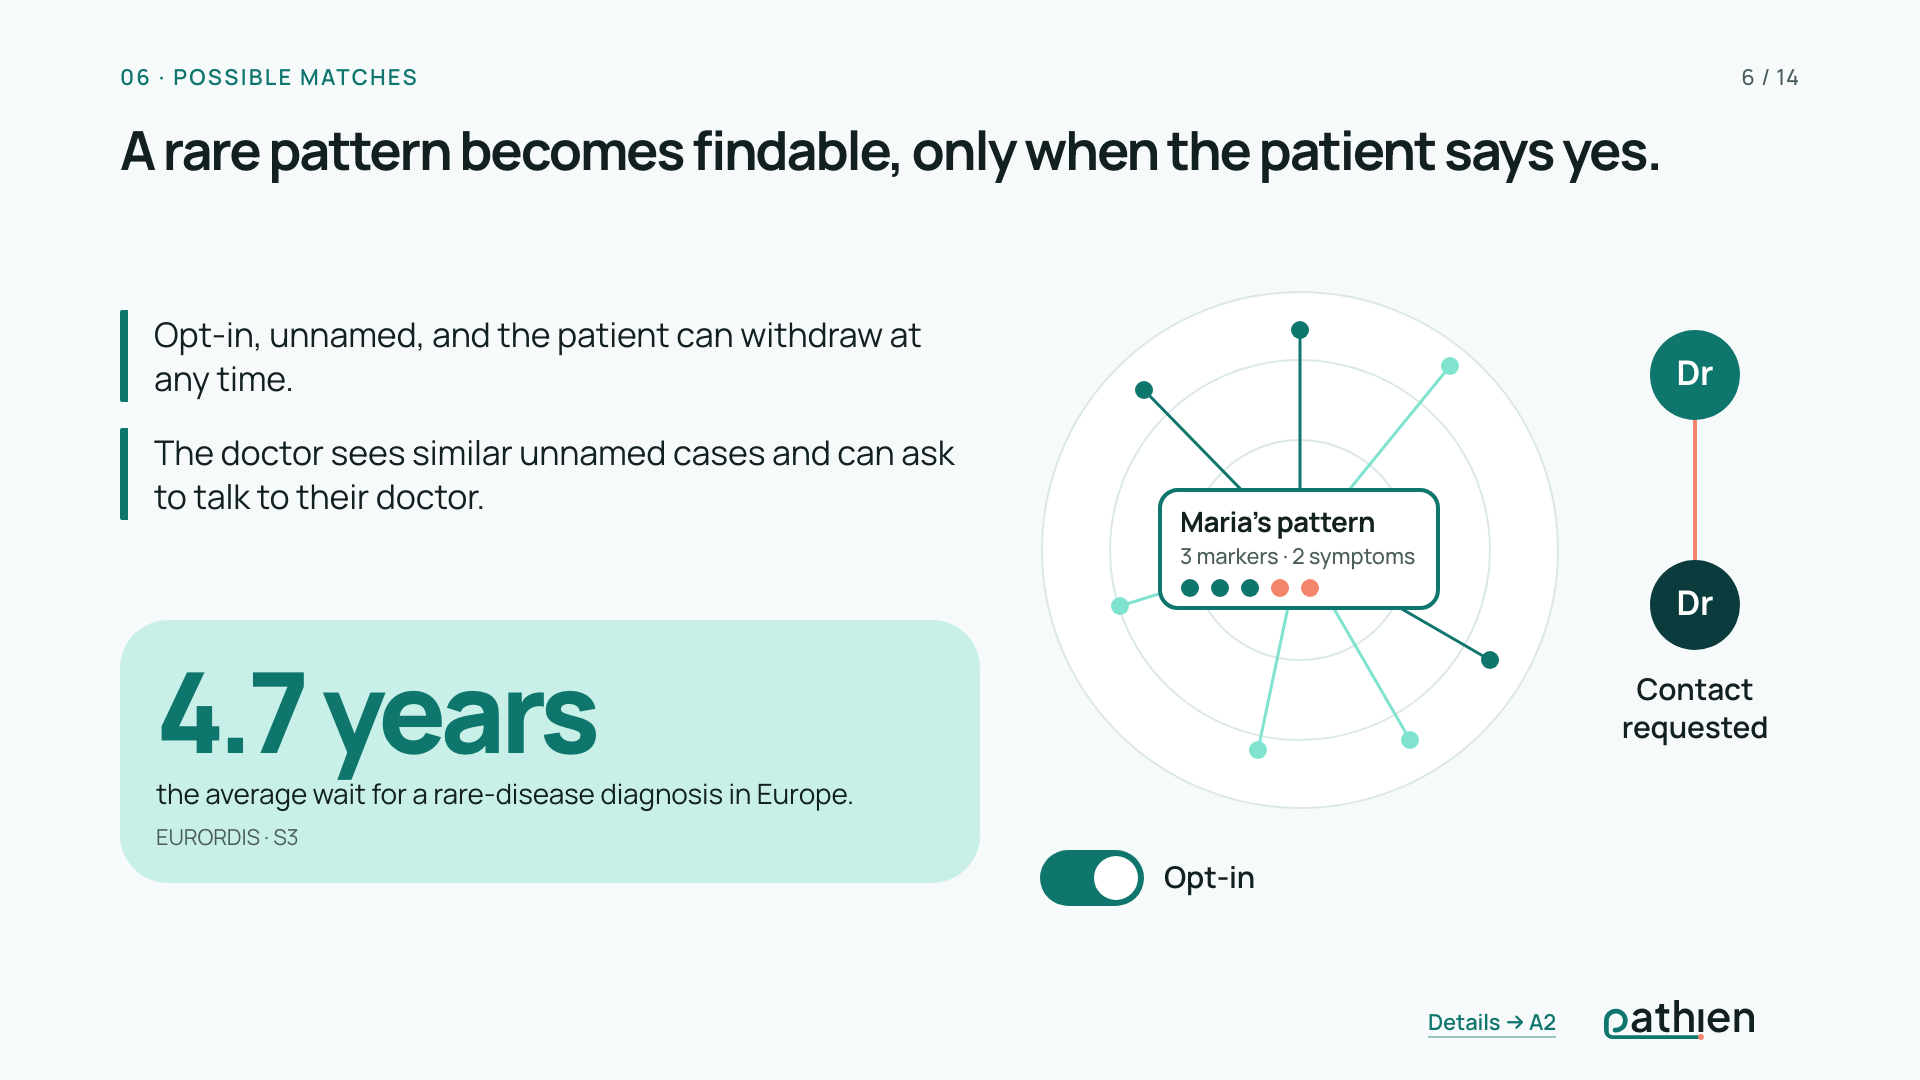 06 · POSSIBLE MATCHES
6 / 14
A rare pattern becomes findable, only when the patient says yes.
Opt-in, unnamed, and the patient can withdraw at
any time.
The doctor sees similar unnamed cases and can ask
to talk to their doctor.
4.7 years
the average wait for a rare-disease diagnosis in Europe.
EURORDIS · S3
Maria’s pattern
3 markers · 2 symptoms
Dr
Dr
Contact
requested
Opt-in
Details → A2
pathien